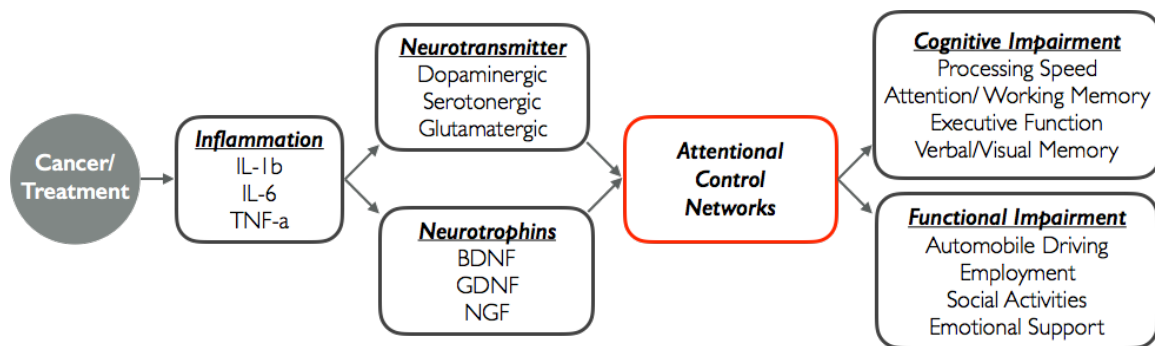 Cancer/
Treatment
Inflammation
IL-1b
IL-6
TNF-a
Neurotransmitter
Dopaminergic
Serotonergic
Glutamatergic
Neurotrophins
BDNF
GDNF
NGF
Attentional
Control
Networks
Cognitive Impairment
Processing Speed
Attention/ Working Memory
Executive Function
Verbal/Visual Memory
Functional Impairment
Automobile Driving
Employment
Social Activities
Emotional Support